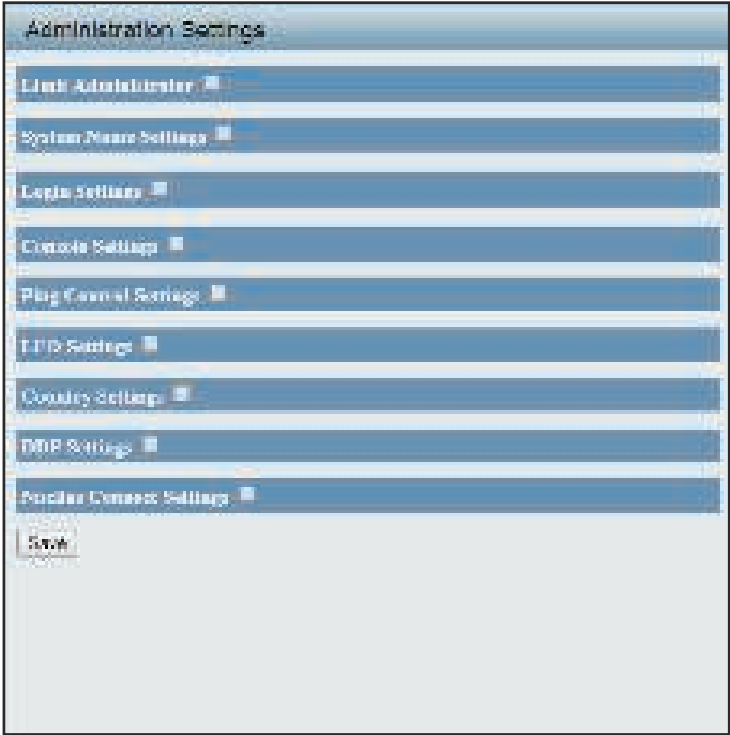 Administration Settings
Limit Administrator
System Name Settings
Login Settings
Console Settings
Ping Control Settings
LED Settings
Country Settings
DDP Settings
Nuclias Connect Settings
Save